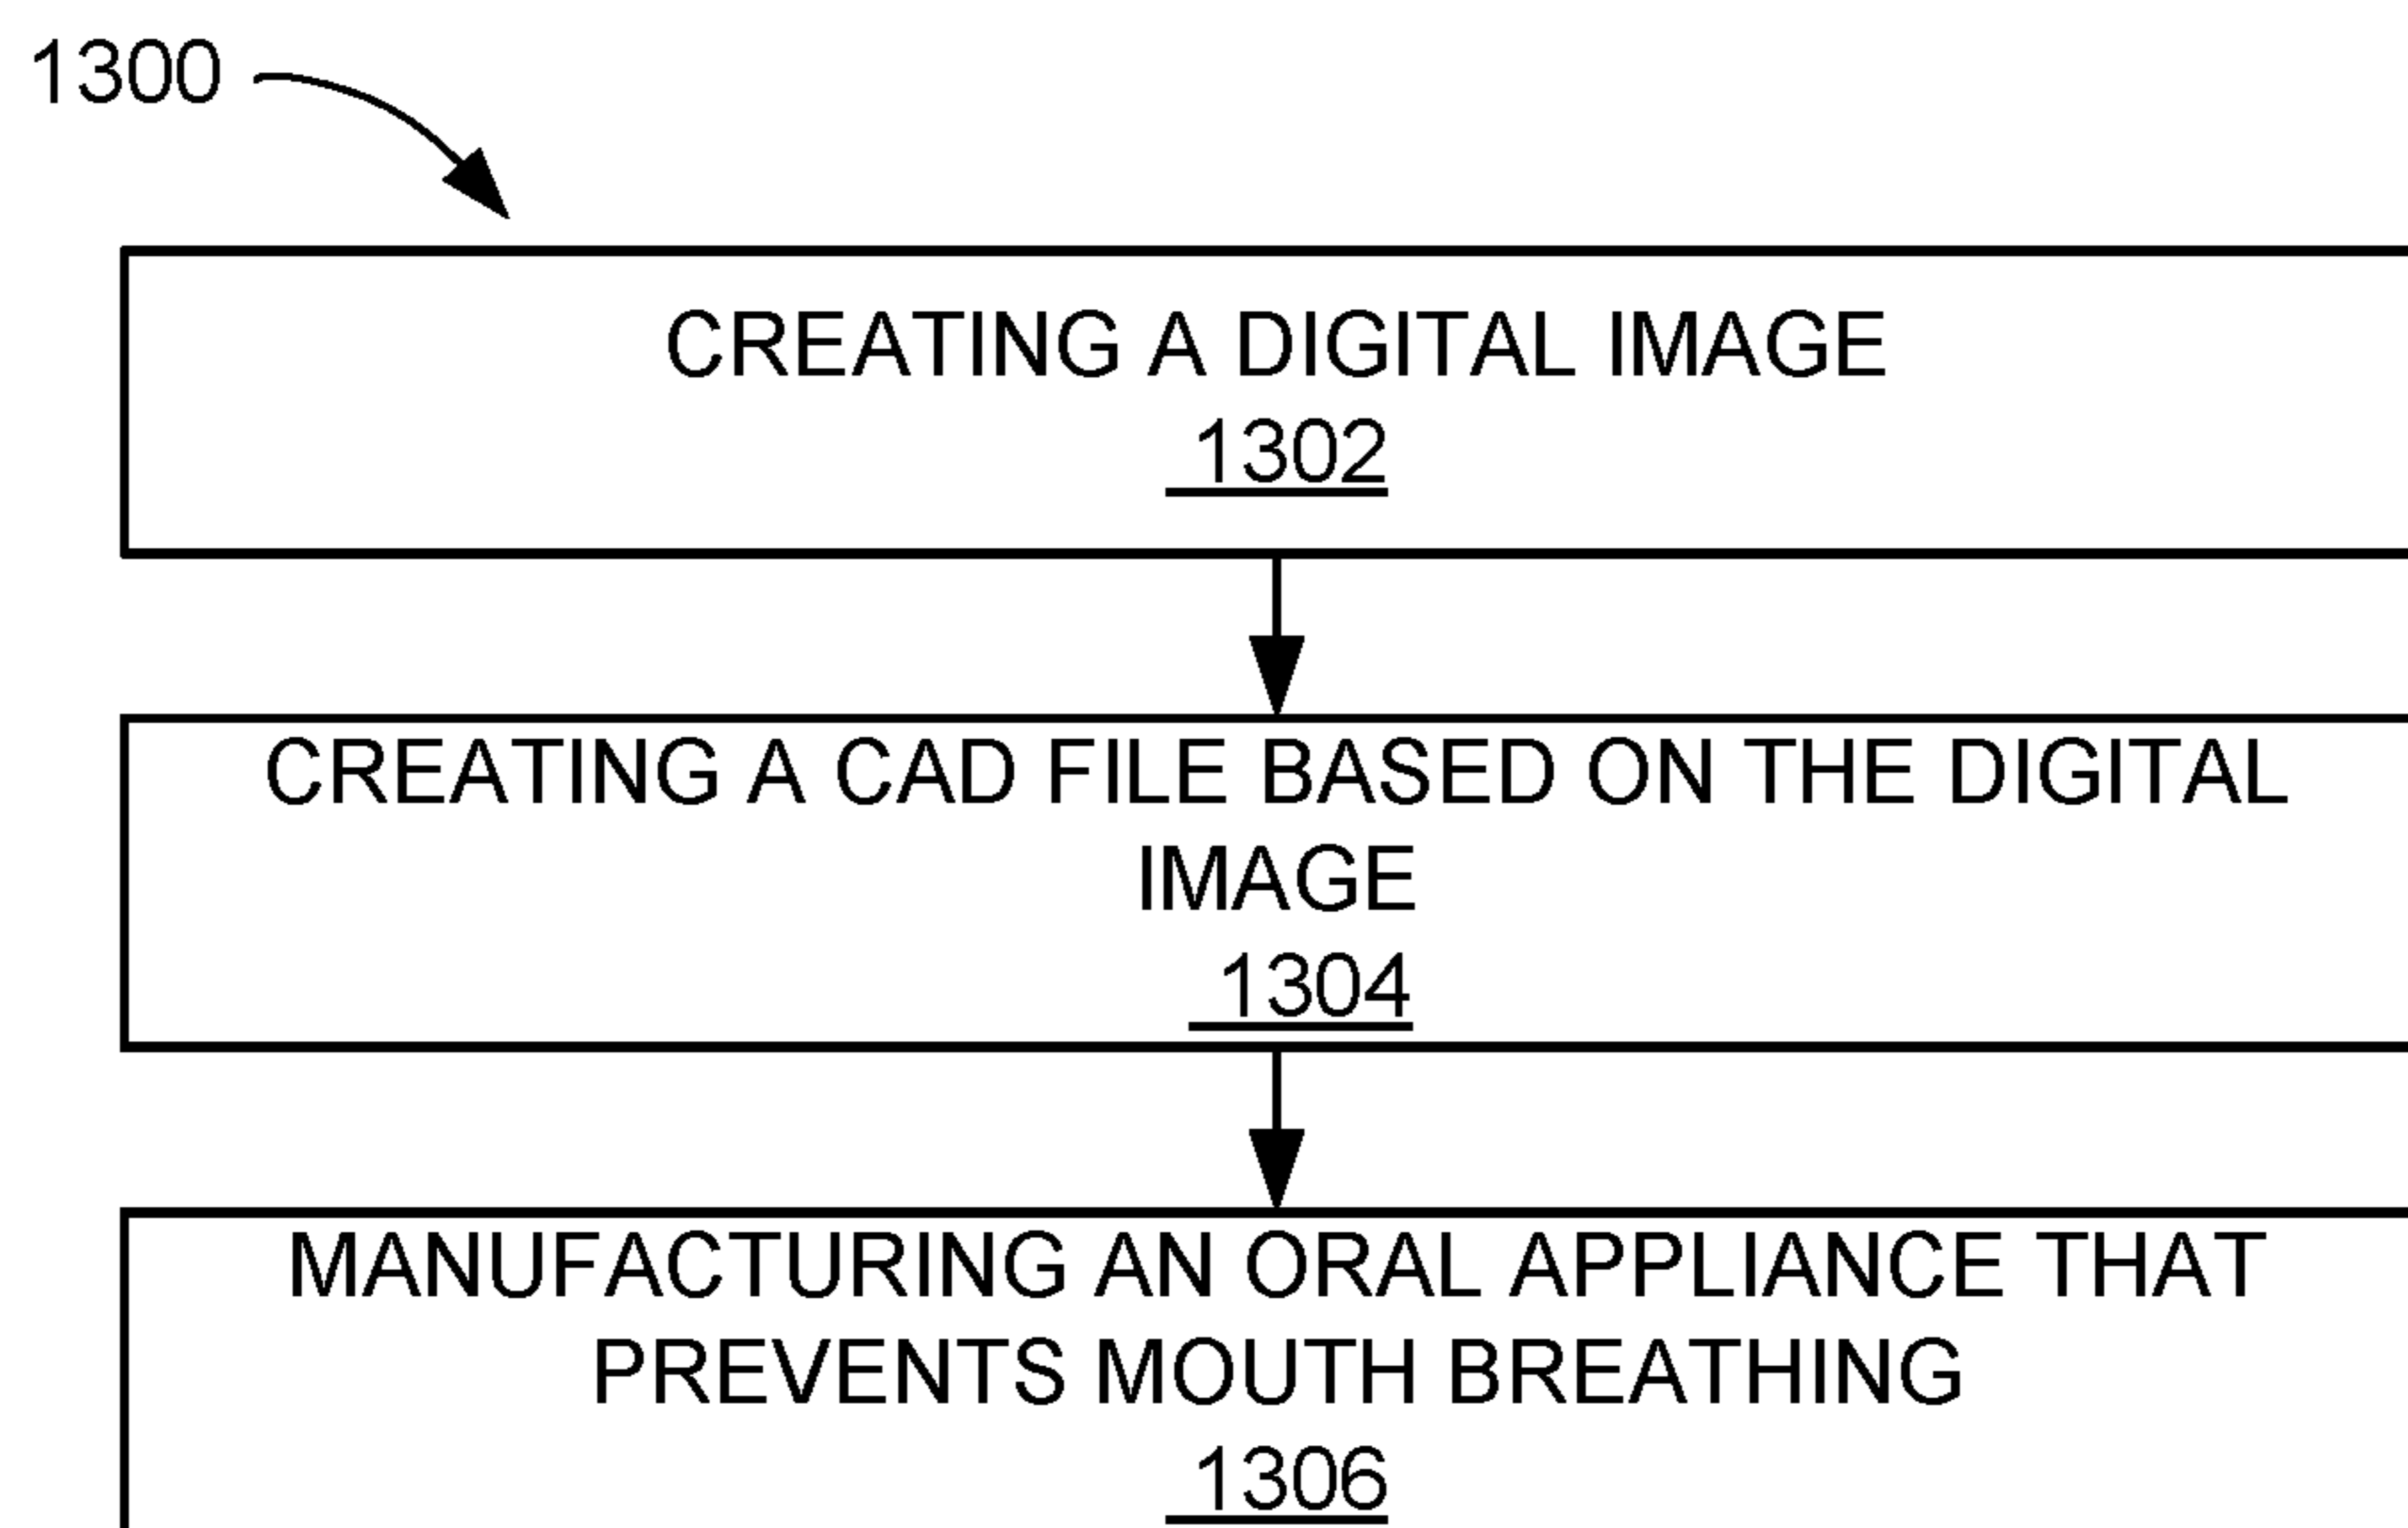 1300
CREATING A DIGITAL IMAGE
1302
CREATING A CAD FILE BASED ON THE DIGITAL
IMAGE
1304
MANUFACTURING AN ORAL APPLIANCE THAT
PREVENTS MOUTH BREATHING
1306